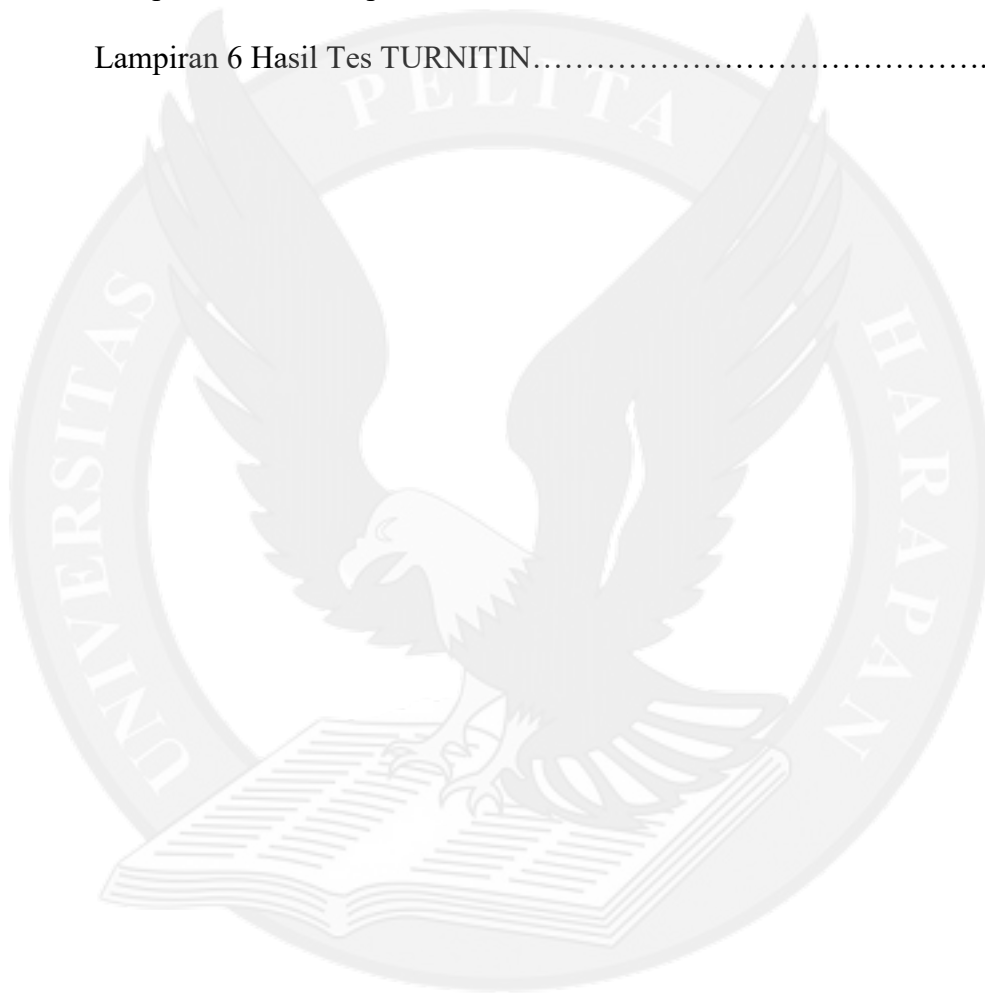 Lampiran 6 Hasil Tes TURNITIN……………………………………..
UNIVERSITAS PELITA HARAPAN